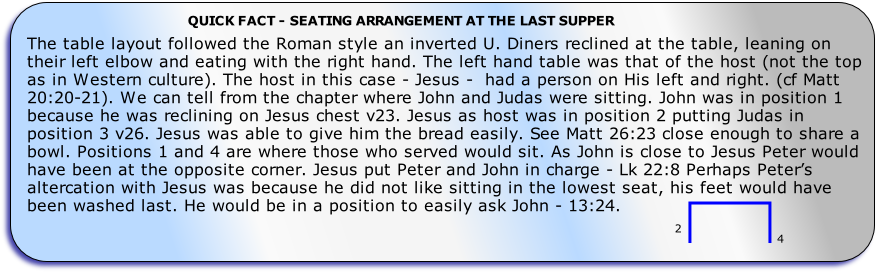 QUICK FACT - SEATING ARRANGEMENT AT THE LAST SUPPER
The table layout followed the Roman style an inverted U. Diners reclined at the table, leaning on
their left elbow and eating with the right hand. The left hand table was that of the host (not the top
as in Western culture). The host in this case - Jesus -  had a person on His left and right. (cf Matt
20:20-21). We can tell from the chapter where John and Judas were sitting. John was in position 1
because he was reclining on Jesus chest v23. Jesus as host was in position 2 putting Judas in
position 3 v26. Jesus was able to give him the bread easily. See Matt 26:23 close enough to share a
bowl. Positions 1 and 4 are where those who served would sit. As John is close to Jesus Peter would
have been at the opposite corner. Jesus put Peter and John in charge - Lk 22:8 Perhaps Peter’s
altercation with Jesus was because he did not like sitting in the lowest seat, his feet would have
been washed last. He would be in a position to easily ask John - 13:24.
2
4